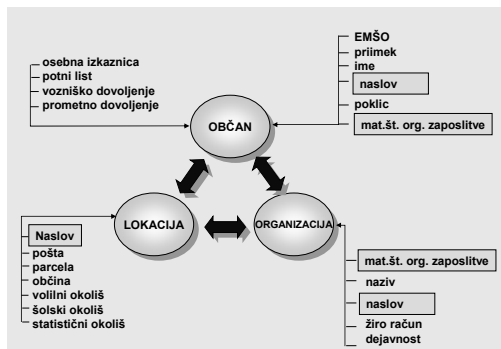 osebna izkaznica
potni list
vozniško dovoljenje
prometno dovoljenje
EMŠO
priimek
ime
naslov
poklic
mat.št. org. zaposlitve
OBČAN
LOKACIJA
ORGANIZACIJA
Naslov
pošta
parcela
občina
volilni okoliš
šolski okoliš
statistični okoliš
mat.št. org. zaposlitve
naziv
naslov
žiro račun
dejavnost